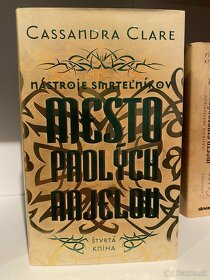 CASSANDRA CLARE
NÁSTROJE SMRTEĽNÍKOV
MESTO
PADLÝCH
ANJELOV
ŠTVRTÁ
KNIHA